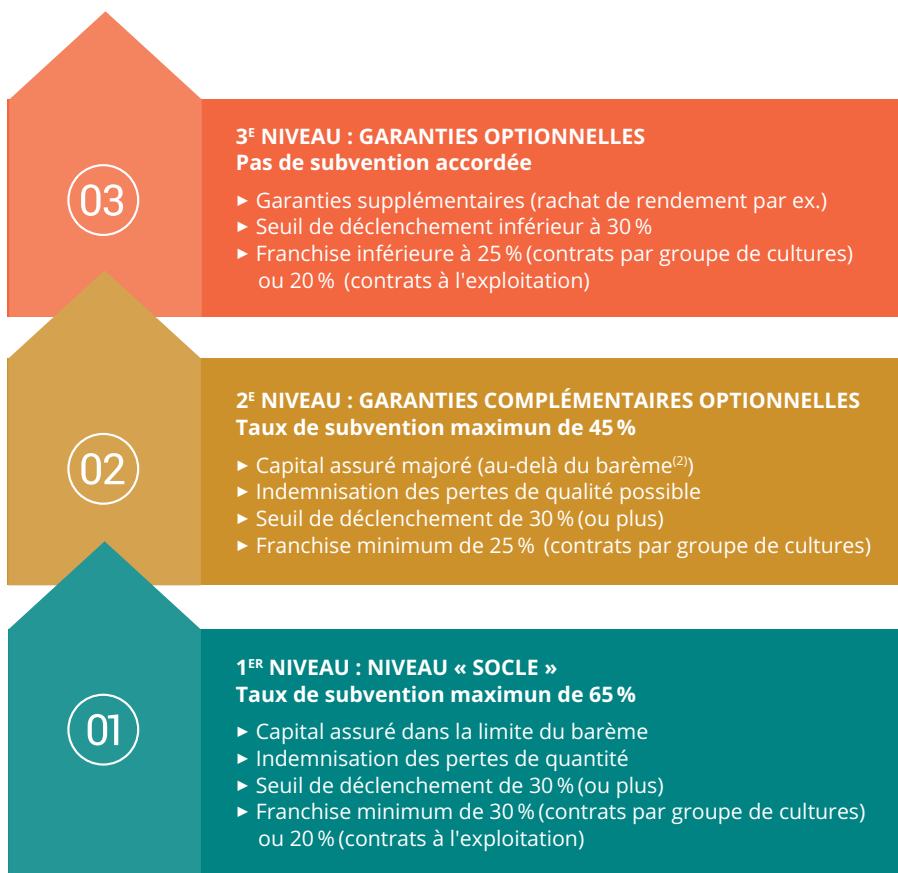 03
3E NIVEAU : GARANTIES OPTIONNELLES
Pas de subvention accordée
► Garanties supplémentaires (rachat de rendement par ex.)
► Seuil de déclenchement inférieur à 30 %
► Franchise inférieure à 25 % (contrats par groupe de cultures)
ou 20 % (contrats à l'exploitation)
02
2E NIVEAU : GARANTIES COMPLÉMENTAIRES OPTIONNELLES
Taux de subvention maximun de 45 %
► Capital assuré majoré (au-delà du barème(2))
► Indemnisation des pertes de qualité possible
► Seuil de déclenchement de 30 % (ou plus)
► Franchise minimum de 25 % (contrats par groupe de cultures)
01
1ER NIVEAU : NIVEAU « SOCLE »
Taux de subvention maximun de 65 %
► Capital assuré dans la limite du barème
► Indemnisation des pertes de quantité
► Seuil de déclenchement de 30 % (ou plus)
► Franchise minimum de 30 % (contrats par groupe de cultures)
ou 20 % (contrats à l'exploitation)